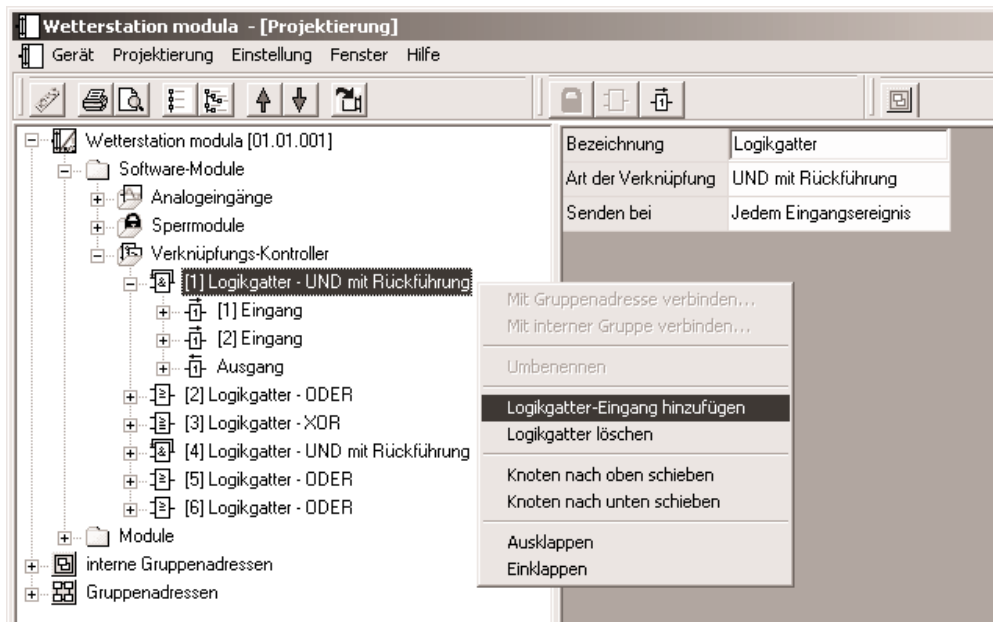 Wetterstation modula - [Projektierung]
Gerät Projektierung Einstellung Fenster Hilfe
Wetterstation modula [01.01.001]
Software-Module
Analogeingänge
Sperrmodule
Verknüpfungs-Kontroller
[1] Logikgatter - UND mit Rückführung
[1] Eingang
[2] Eingang
Ausgang
[2] Logikgatter - ODER
[3] Logikgatter - XOR
[4] Logikgatter - UND mit Rückführung
[5] Logikgatter - ODER
[6] Logikgatter - ODER
Module
interne Gruppenadressen
Gruppenadressen
Bezeichnung Logikgatter
Art der Verknüpfung UND mit Rückführung
Senden bei Jedem Eingangsereignis
Mit Gruppenadresse verbinden...
Mit interner Gruppe verbinden...
Umbenennen
Logikgatter-Eingang hinzufügen
Logikgatter löschen
Knoten nach oben schieben
Knoten nach unten schieben
Ausklappen
Einklappen